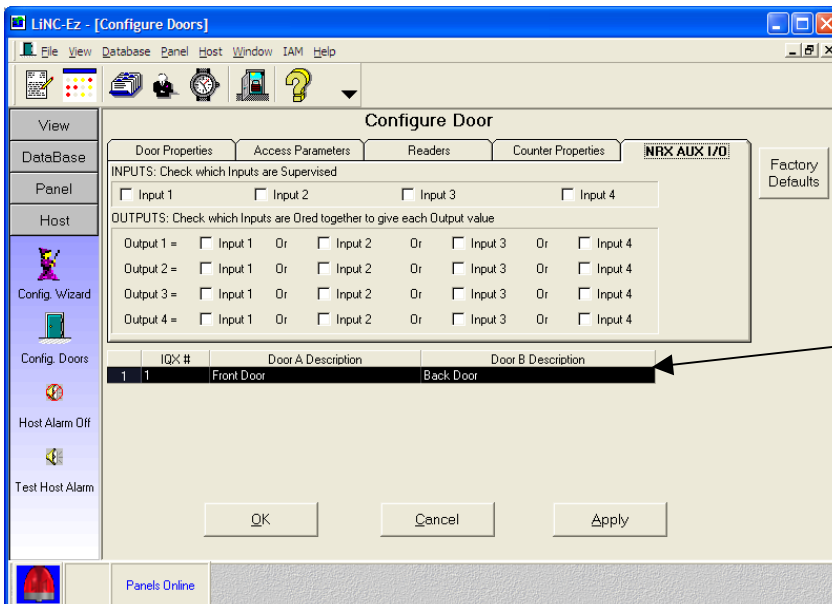 LiNC-Ez - [Configure Doors]
File View Database Panel Host Window IAM Help
Configure Door
View
DataBase
Panel
Host
Config. Wizard
Config. Doors
Host Alarm Off
Test Host Alarm
Door Properties Access Parameters Readers Counter Properties NRX AUX I/O
Factory
Defaults
INPUTS: Check which Inputs are Supervised
Input 1 Input 2 Input 3 Input 4
OUTPUTS: Check which Inputs are Ored together to give each Output value
Output 1 = Input 1 Or Input 2 Or Input 3 Or Input 4
Output 2 = Input 1 Or Input 2 Or Input 3 Or Input 4
Output 3 = Input 1 Or Input 2 Or Input 3 Or Input 4
Output 4 = Input 1 Or Input 2 Or Input 3 Or Input 4
IQX # Door A Description Door B Description
1 1 Front Door Back Door
OK Cancel Apply
Panels Online